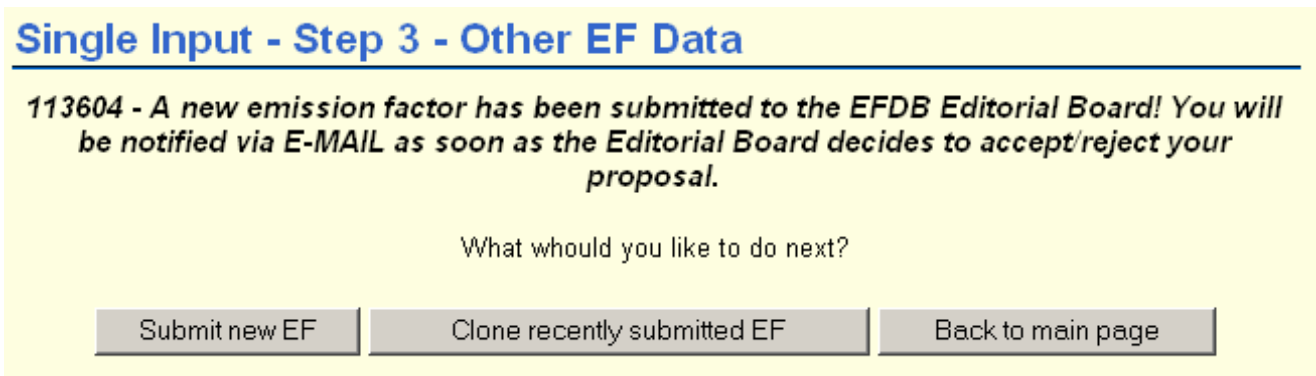 Single Input - Step 3 - Other EF Data
113604 - A new emission factor has been submitted to the EFDB Editorial Board! You will
be notified via E-MAIL as soon as the Editorial Board decides to accept/reject your
proposal.
What whould you like to do next?
Submit new EF Clone recently submitted EF Back to main page